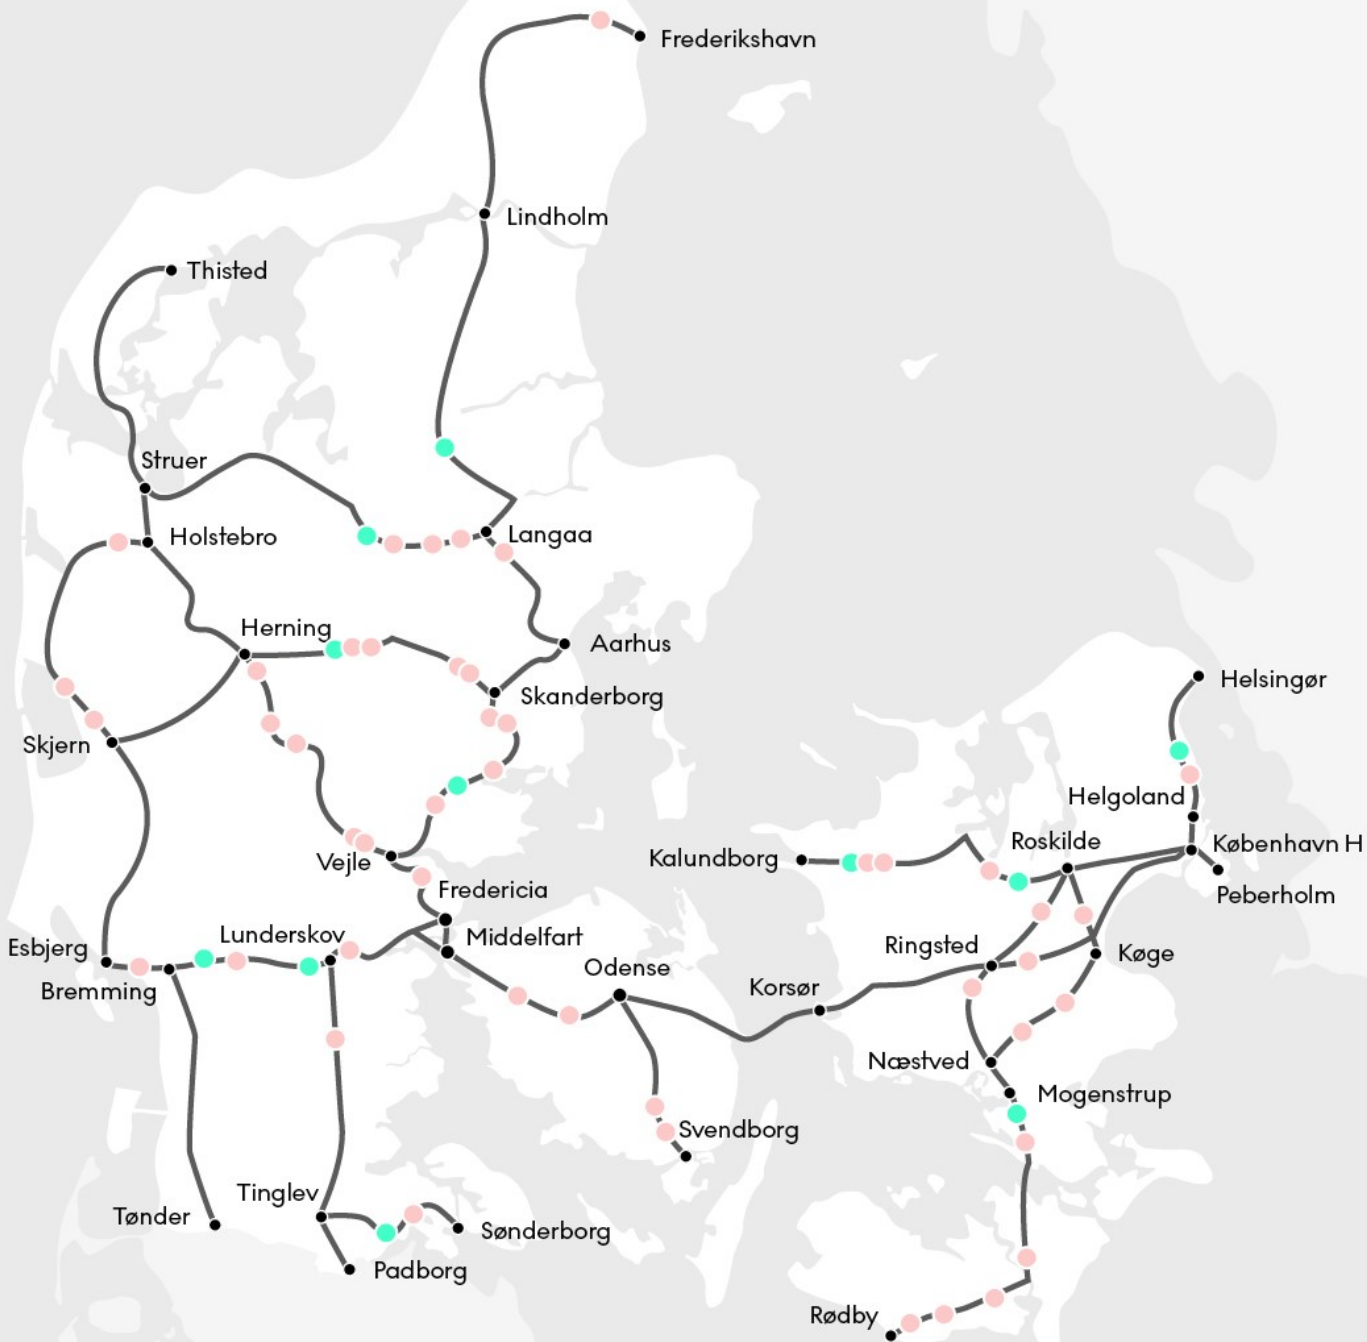 Frederikshavn
Lindholm
Thisted
Struer
Holstebro
Langaa
Herning
Aarhus
Skanderborg
Helsingør
Skjern
Helgoland
Roskilde
København H
Kalundborg
Vejle
Peberholm
Fredericia
Lunderskov
Middelfart
Ringsted
Esbjerg
Køge
Odense
Bremming
Korsør
Næstved
Mogenstrup
Svendborg
Tinglev
Tønder
Sønderborg
Padborg
Rødby